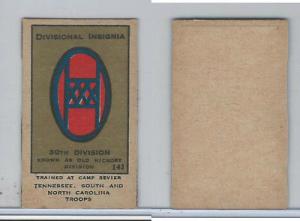 DIVISIONAL INSIGNIA
30TH DIVISION
KNOWN AS OLD HICKORY
DIVISION 143
TRAINED AT CAMP SEVIER
TENNESSEE, SOUTH AND
NORTH CAROLINA
TROOPS